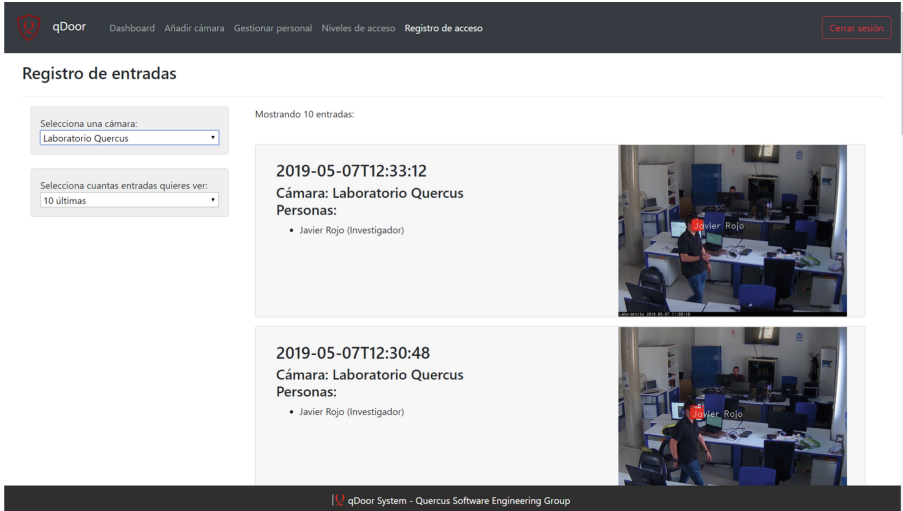 qDoor
Dashboard Añadir cámara Gestionar personal Niveles de acceso Registro de acceso
Cerrar sesión
Registro de entradas
Selecciona una cámara:
Laboratorio Quercus
Selecciona cuantas entradas quieres ver:
10 últimas
Mostrando 10 entradas:
2019-05-07T12:33:12
Cámara: Laboratorio Quercus
Personas:
• Javier Rojo (Investigador)
Javier Rojo
2019-05-07T12:30:48
Cámara: Laboratorio Quercus
Personas:
• Javier Rojo (Investigador)
Javier Rojo
qDoor System - Quercus Software Engineering Group